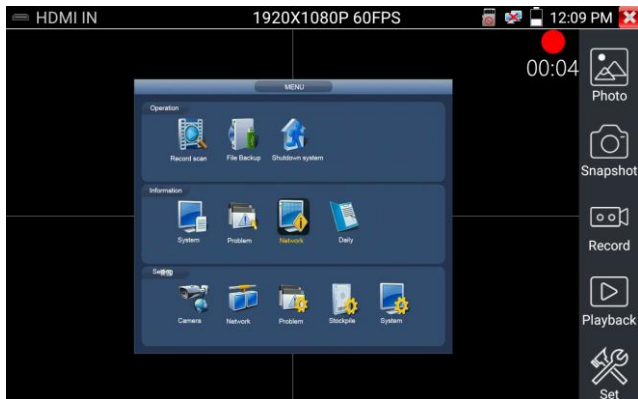 HDMI IN 1920X1080P 60FPS 12:09 PM
00:04
MENU
Operation
Record scan File Backup Shutdown system
Information
System Problem Network Daily
Camera Network Problem Stockpile System
Photo
Snapshot
Record
Playback
Set